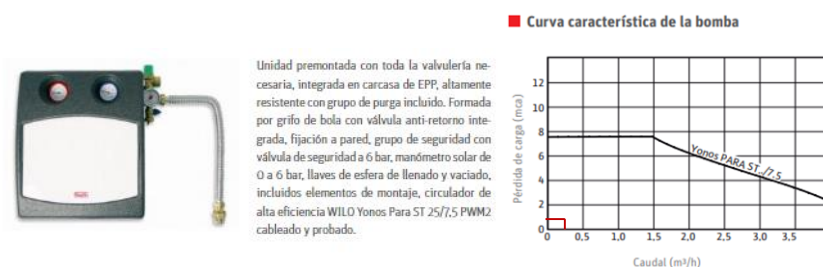 Curva característica de la bomba
Unidad premontada con toda la valvulería ne-
cesaria, integrada en carcasa de EPP, altamente
resistente con grupo de purga incluido. Formada
por grifo de bola con válvula anti-retorno inte-
grada, fijación a pared, grupo de seguridad con
válvula de seguridad a 6 bar, manómetro solar de
0 a 6 bar, llaves de esfera de llenado y vaciado,
incluidos elementos de montaje, circulador de
alta eficiencia WILO Yonos Para ST 25/7,5 PWM2
cableado y probado.
Pérdida de carga (mca)
12
10
8
6
4
2
0
Yonos PARA ST../7.5
0 0,5 1,0 1,5 2,0 2,5 3,0 3,5
Caudal (m³/h)